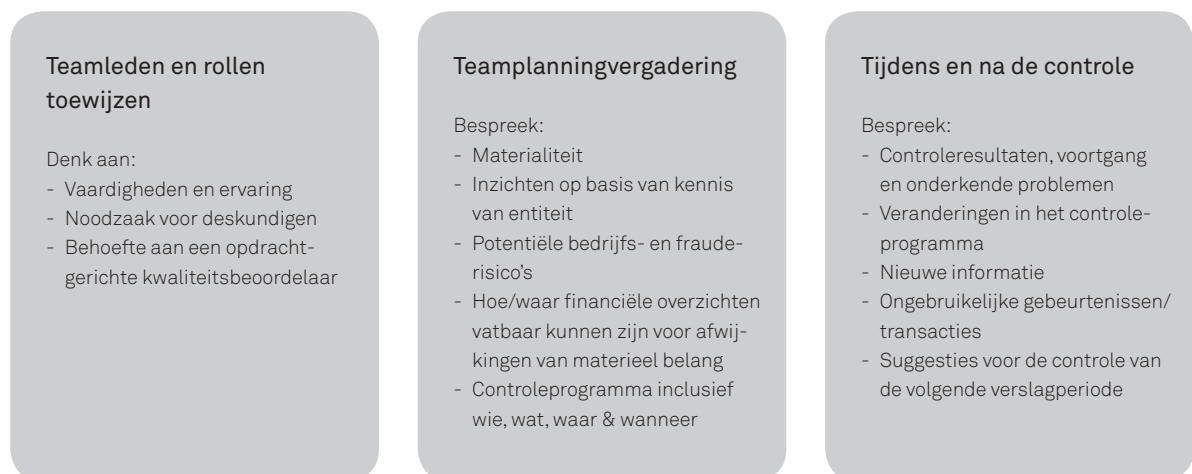 Teamleden en rollen
toewijzen
Denk aan:
- Vaardigheden en ervaring
- Noodzaak voor deskundigen
- Behoefte aan een opdracht-
gerichte kwaliteitsbeoordelaar
Teamplanningvergadering
Bespreek:
- Materialiteit
- Inzichten op basis van kennis
van entiteit
- Potentiële bedrijfs- en fraude-
risico's
- Hoe/waar financiële overzichten
vatbaar kunnen zijn voor afwij-
kingen van materieel belang
- Controleprogramma inclusief
wie, wat, waar & wanneer
Tijdens en na de controle
Bespreek:
- Controleresultaten, voortgang
en onderkende problemen
- Veranderingen in het controle-
programma
- Nieuwe informatie
- Ongebruikelijke gebeurtenissen/
transacties
- Suggesties voor de controle van
de volgende verslagperiode